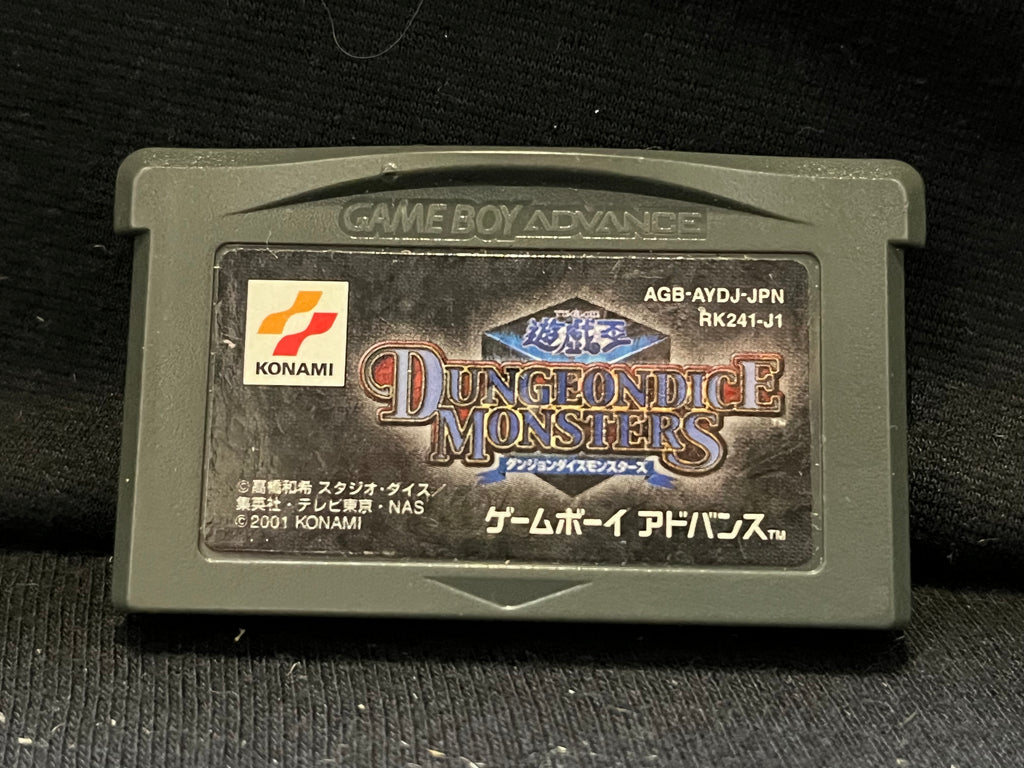 GAME BOY ADVANCE
AGB-AYDJ-JPN
RK241-J1
KONAMI
YU-GI-OH!
遊戯王
DUNGEONDICE
MONSTERS
ダンジョンダイスモンスターズ
©高橋和希 スタジオ・ダイス/
集英社・テレビ東京・NAS
©2001 KONAMI
ゲームボーイ アドバンス™